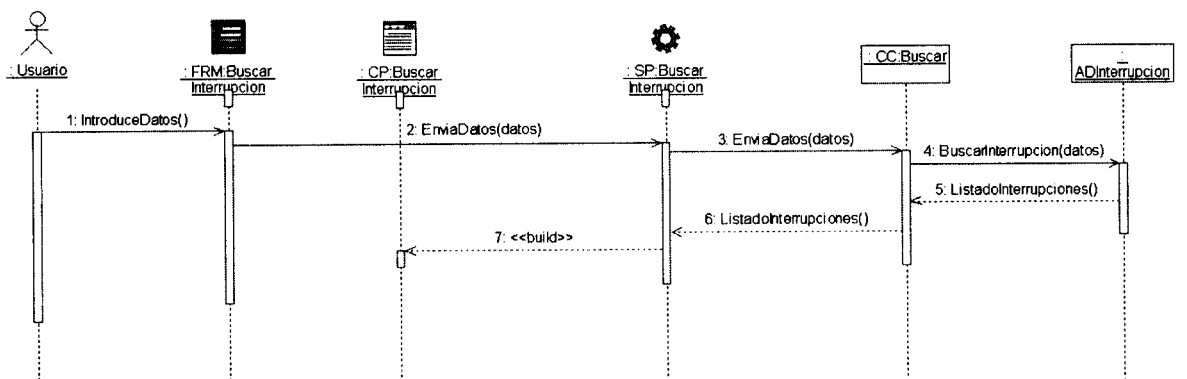 : Usuario
: FRM:Buscar
Interrupcion
: CP:Buscar
Interrupcion
: SP:Buscar
Interrupcion
: CC:Buscar
:
ADInterrupcion
1: IntroduceDatos()
2: EnviaDatos(datos)
3: EnviaDatos(datos)
4: BuscarInterrupcion(datos)
5: ListadoInterrupciones()
6: ListadoInterrupciones()
7: <<build>>